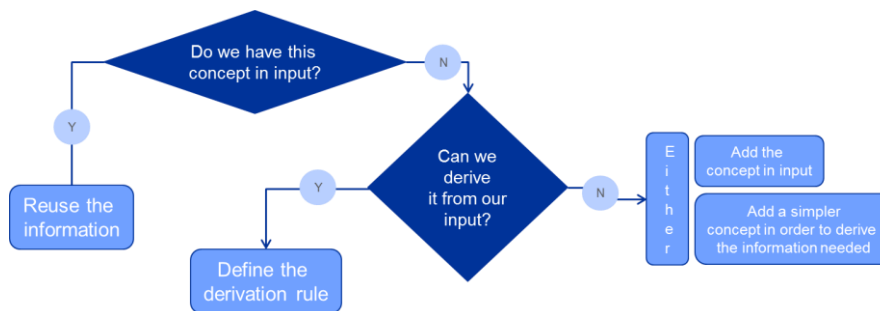 Do we have this
concept in input?
N
Y
Can we
derive
it from our
input?
Y
N
Reuse the
information
Define the
derivation rule
Either
Add the
concept in input
Add a simpler
concept in order to derive
the information needed